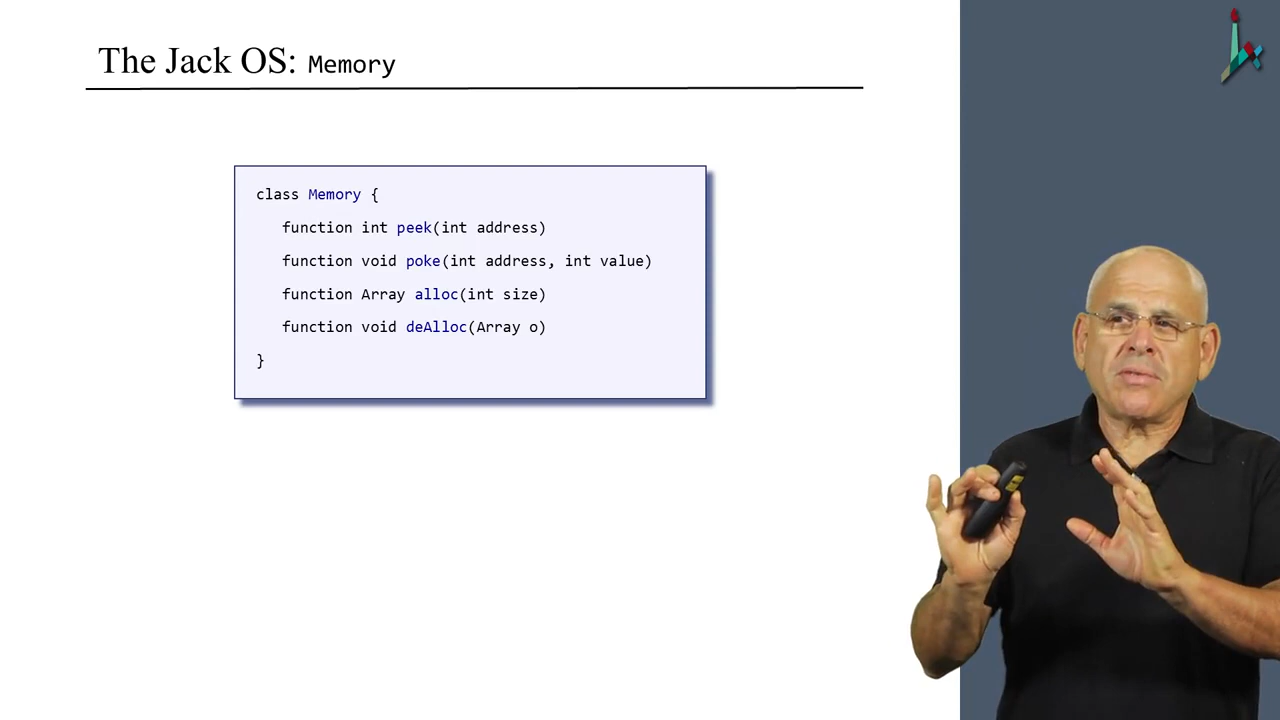 The Jack OS: Memory
class Memory {
function int peek(int address)
function void poke(int address, int value)
function Array alloc(int size)
function void deAlloc(Array o)
}